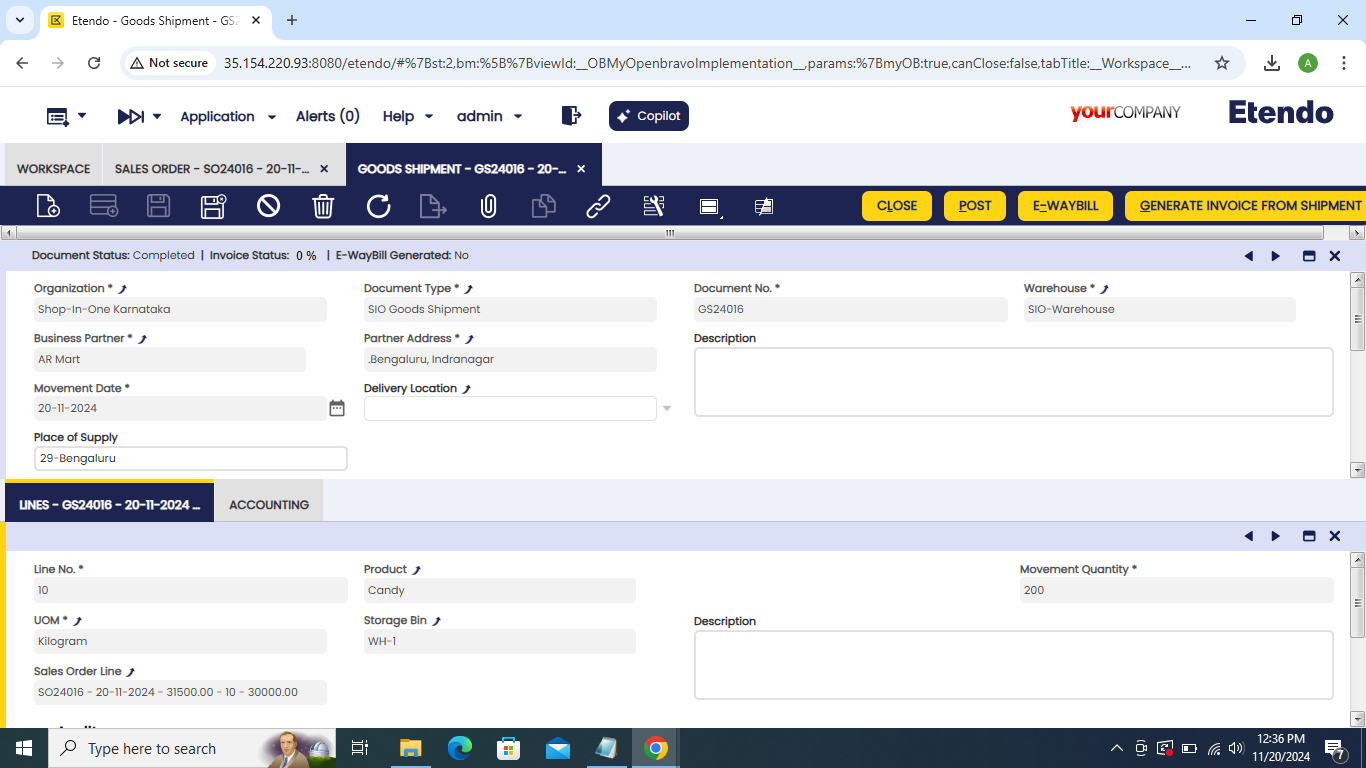 Etendo - Goods Shipment - GS2
Not secure
35.154.220.93:8080/etendo/#%7Bst:2,bm:%5B%7BviewId:__OBMyOpenbravoImplementation__,params:%7BmyOB:true,canClose:false,tabTitle:__Workspace__...
A
Application
Alerts (0)
Help
admin
Copilot
yourCOMPANY
Etendo
WORKSPACE
SALES ORDER - SO24016 - 20-11-...
GOODS SHIPMENT - GS24016 - 20-...
CLOSE
POST
E-WAYBILL
GENERATE INVOICE FROM SHIPMENT
Document Status: Completed | Invoice Status: 0 % | E-WayBill Generated: No
Organization *
Document Type *
Document No. *
Warehouse *
Shop-In-One Karnataka
SIO Goods Shipment
GS24016
SIO-Warehouse
Business Partner *
Partner Address *
Description
AR Mart
.Bengaluru, Indranagar
Movement Date *
Delivery Location
20-11-2024
Place of Supply
29-Bengaluru
LINES - GS24016 - 20-11-2024 ...
ACCOUNTING
Line No. *
Product
Movement Quantity *
10
Candy
200
UOM *
Storage Bin
Description
Kilogram
WH-1
Sales Order Line
SO24016 - 20-11-2024 - 31500.00 - 10 - 30000.00
Type here to search
12:36 PM
11/20/2024
7